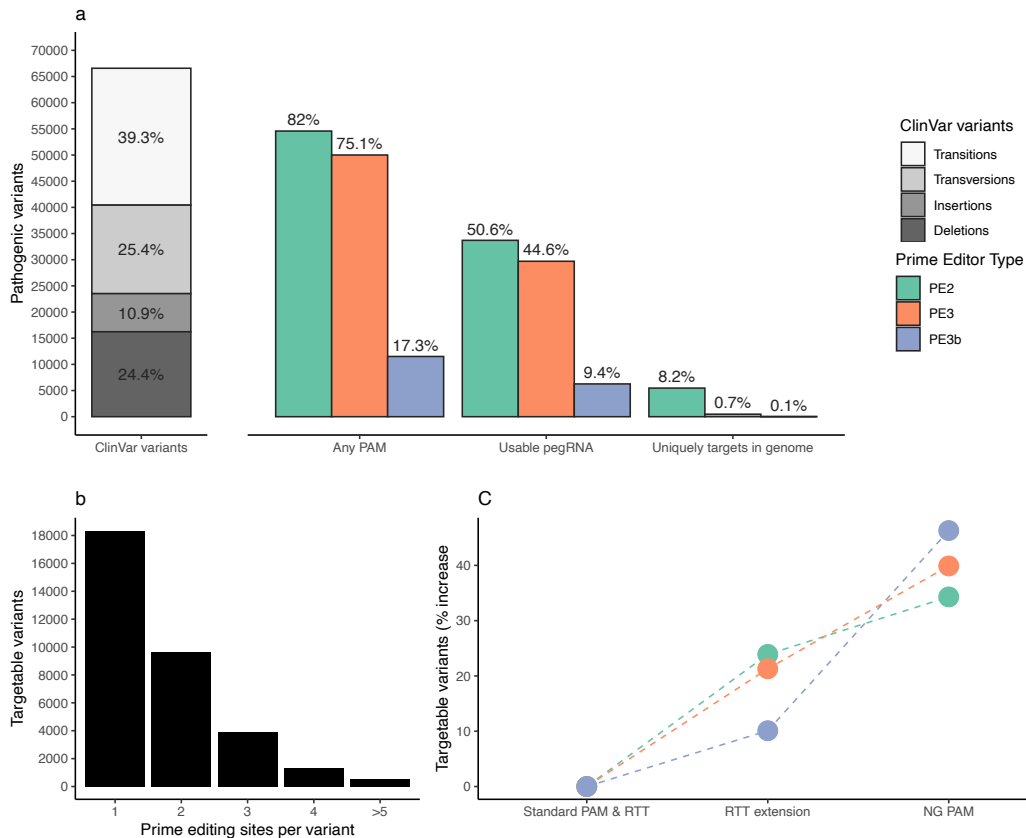 a
Pathogenic variants
70000
65000
60000
55000
50000
45000
40000
35000
30000
25000
20000
15000
10000
5000
0
39.3%
25.4%
10.9%
24.4%
82%
75.1%
17.3%
50.6%
44.6%
9.4%
8.2%
0.7%
0.1%
ClinVar variants
Any PAM
Usable pegRNA
Uniquely targets in genome
ClinVar variants
Transitions
Transversions
Insertions
Deletions
Prime Editor Type
PE2
PE3
PE3b
b
Targetable variants
18000
16000
14000
12000
10000
8000
6000
4000
2000
0
1
2
3
4
>5
Prime editing sites per variant
C
Targetable variants (% increase
40
30
20
10
0
Standard PAM & RTT
RTT extension
NG PAM